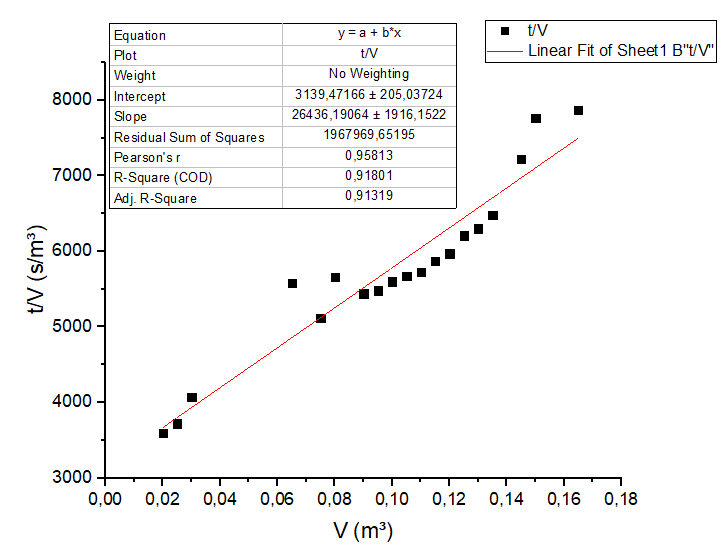 Equation y = a + b*x
Plot t/V
Weight No Weighting
Intercept 3139,47166 ± 205,03724
Slope 26436,19064 ± 1916,1522
Residual Sum of Squares 1967969,65195
Pearson's r 0,95813
R-Square (COD) 0,91801
Adj. R-Square 0,91319
t/V
Linear Fit of Sheet1 B"t/V"
8000
7000
6000
5000
4000
3000
t/V (s/m³)
0,00 0,02 0,04 0,06 0,08 0,10 0,12 0,14 0,16 0,18
V (m³)